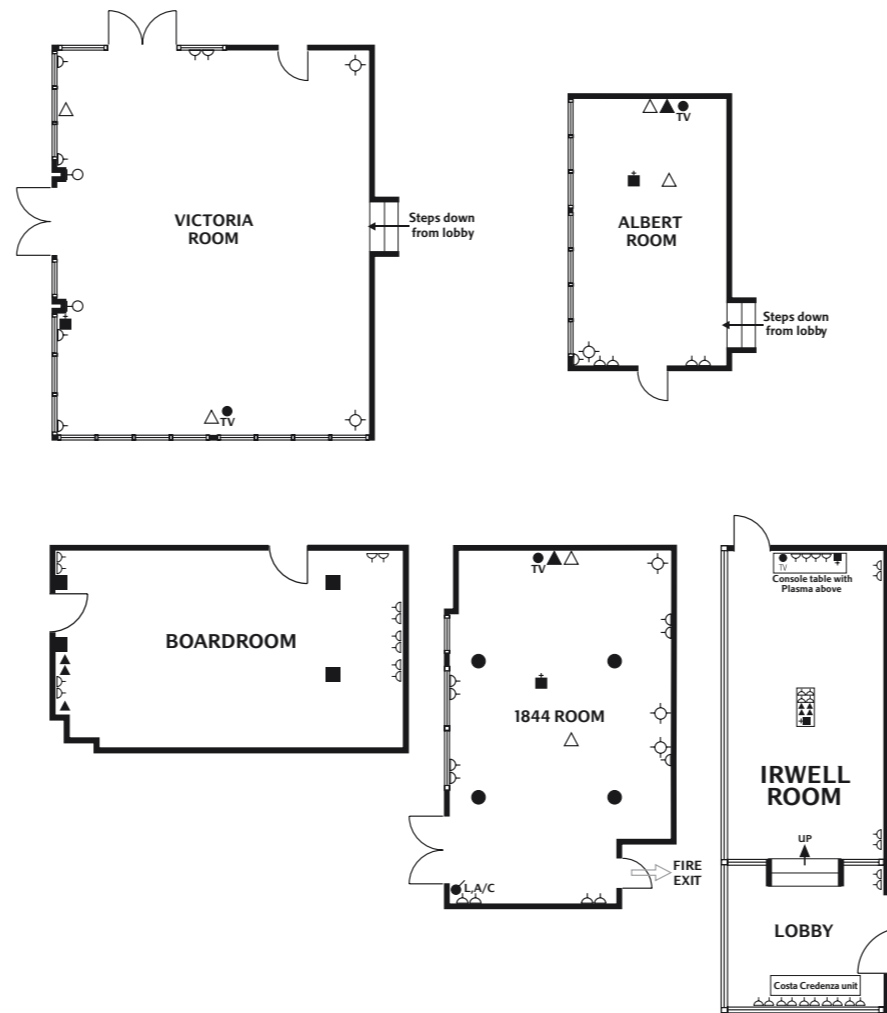 VICTORIA
ROOM
Steps down
from lobby
TV
TV
ALBERT
ROOM
Steps down
from lobby
BOARDROOM
TV
1844 ROOM
L,A/C
FIRE
EXIT
TV
Console table with
Plasma above
IRWELL
ROOM
UP
LOBBY
Costa Credenza unit